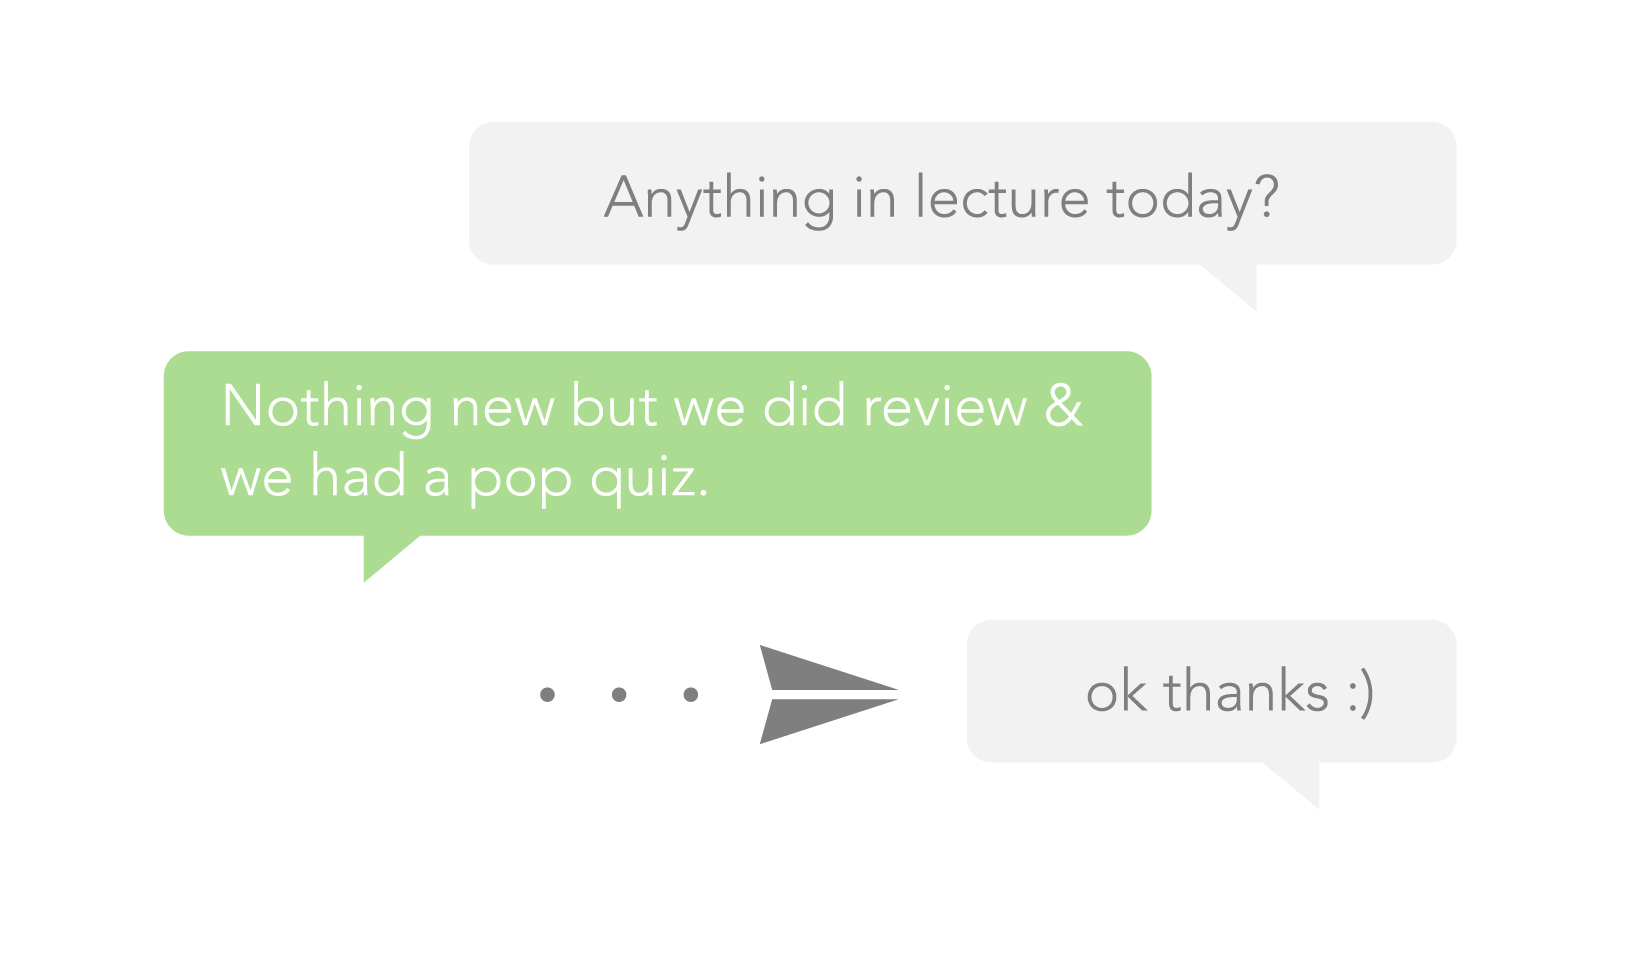 Anything in lecture today?
Nothing new but we did review &
we had a pop quiz.
ok thanks :)